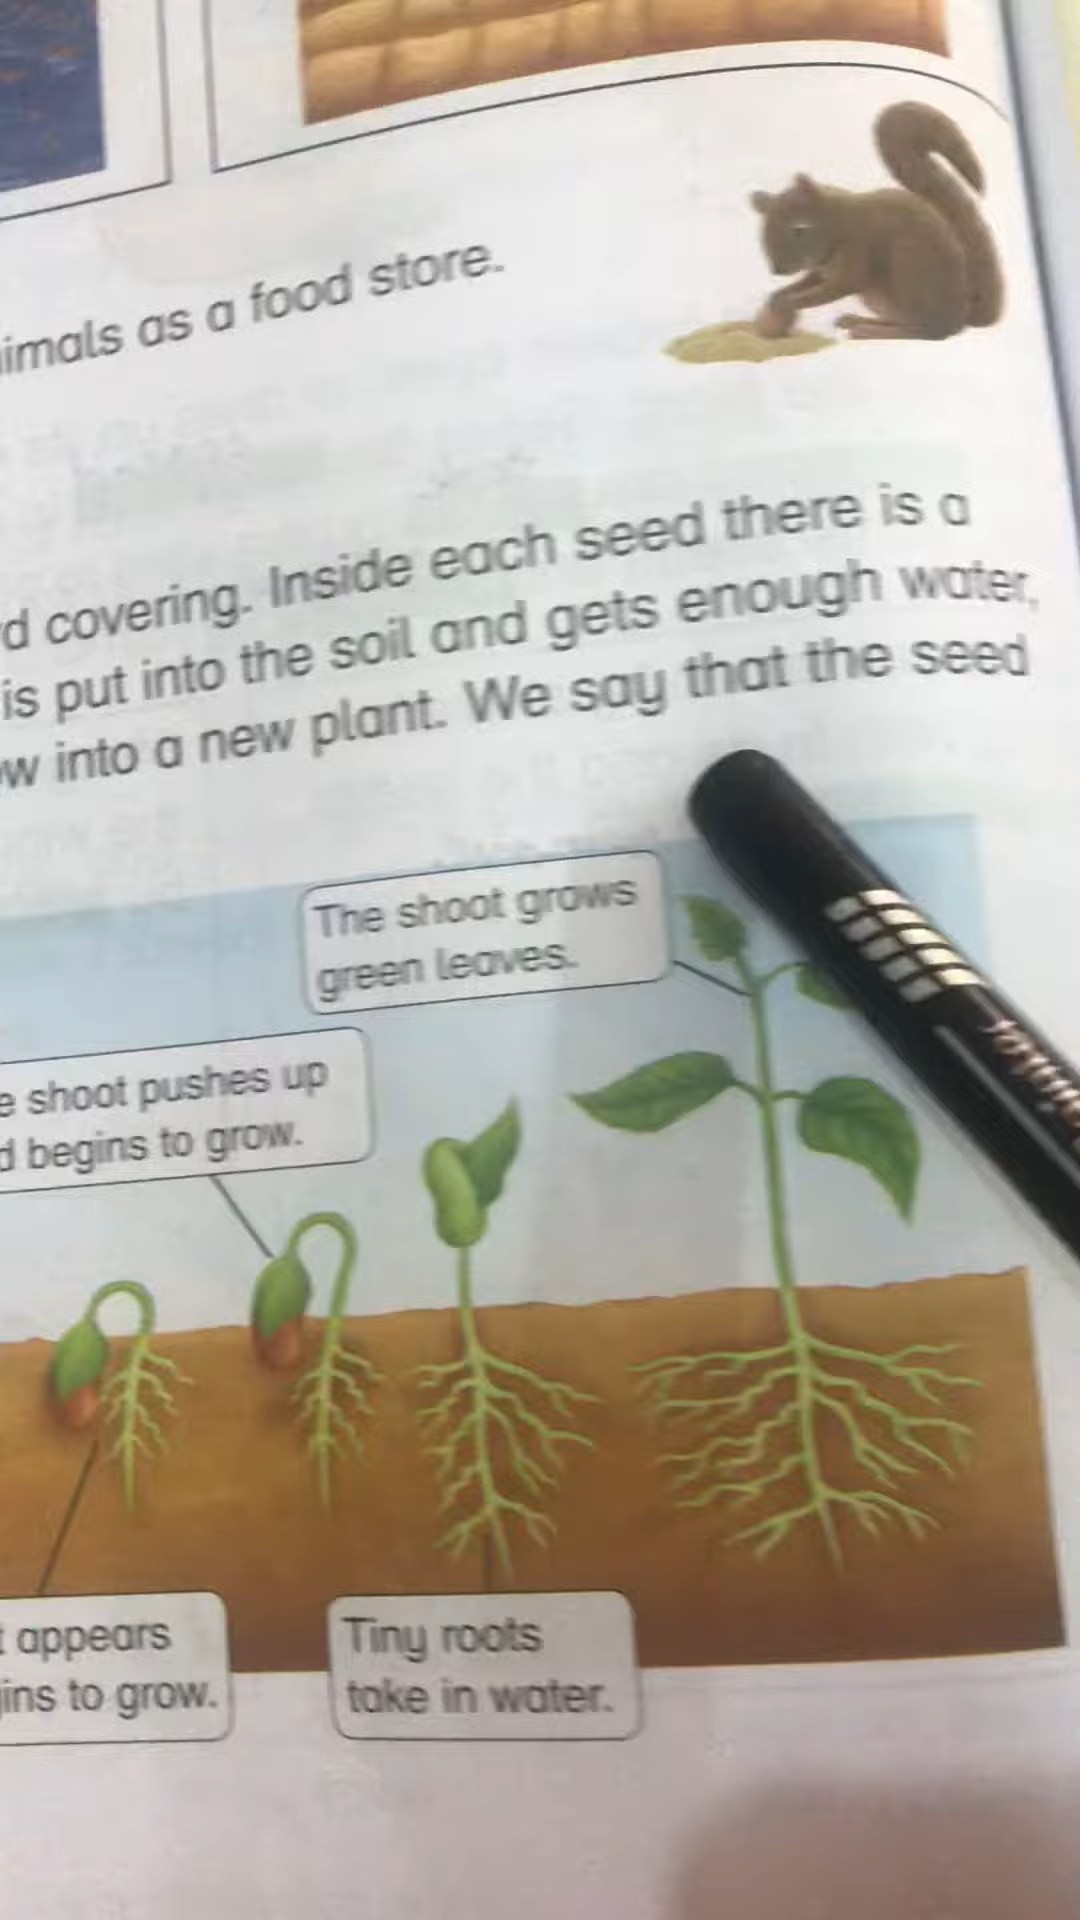 imals as a food store.
d covering. Inside each seed there is a
is put into the soil and gets enough water,
w into a new plant. We say that the seed
The shoot grows
green leaves.
e shoot pushes up
d begins to grow.
t appears
ins to grow.
Tiny roots
take in water.